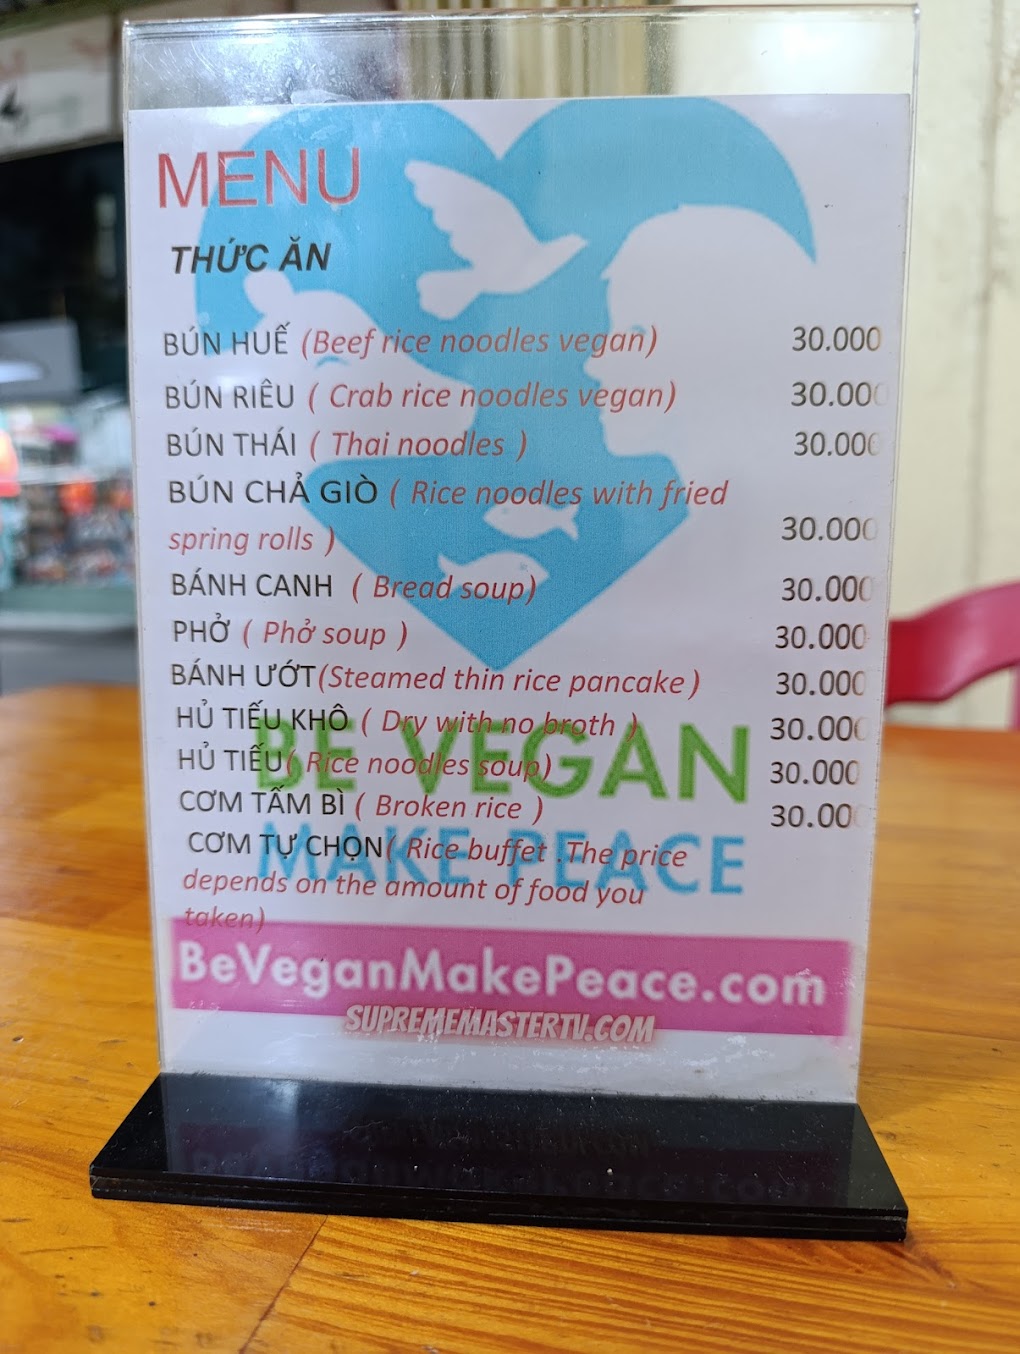 MENU
THỨC ĂN
BÚN HUẾ (Beef rice noodles vegan) 30.000
BÚN RIÊU ( Crab rice noodles vegan) 30.000
BÚN THÁI ( Thai noodles ) 30.000
BÚN CHẢ GIÒ ( Rice noodles with fried
spring rolls ) 30.000
BÁNH CANH ( Bread soup) 30.000
PHỞ ( Phở soup ) 30.000
BÁNH ƯỚT(Steamed thin rice pancake) 30.000
HỦ TIẾU KHÔ ( Dry with no broth ) 30.000
HỦ TIẾU( Rice noodles soup) 30.000
CƠM TẤM BÌ ( Broken rice ) 30.000
CƠM TỰ CHỌN( Rice buffet .The price
depends on the amount of food you
taken)
BE VEGAN
MAKE PEACE
BeVeganMakePeace.com
SUPREMEMASTERTV.COM